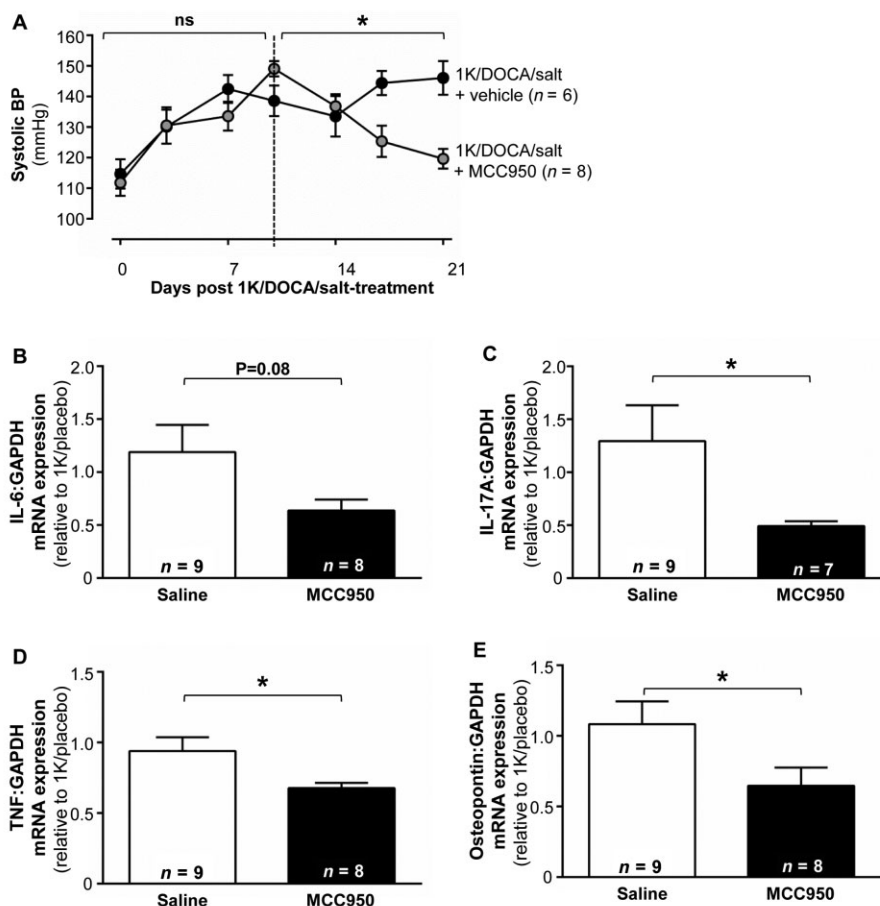 A
ns
*
160
150
140
130
120
110
100
Systolic BP
(mmHg)
1K/DOCA/salt
+ vehicle (n = 6)
1K/DOCA/salt
+ MCC950 (n = 8)
0
7
14
21
Days post 1K/DOCA/salt-treatment
B
P=0.08
2.0
1.5
1.0
0.5
0
IL-6:GAPDH
mRNA expression
(relative to 1K/placebo)
n = 9
n = 8
Saline
MCC950
C
*
2.0
1.5
1.0
0.5
0
IL-17A:GAPDH
mRNA expression
(relative to 1K/placebo)
n = 9
n = 7
Saline
MCC950
D
*
1.5
1.0
0.5
0
TNF:GAPDH
mRNA expression
(relative to 1K/placebo)
n = 9
n = 8
Saline
MCC950
E
*
1.5
1.0
0.5
0
Osteopontin:GAPDH
mRNA expression
(relative to 1K/placebo)
n = 9
n = 8
Saline
MCC950